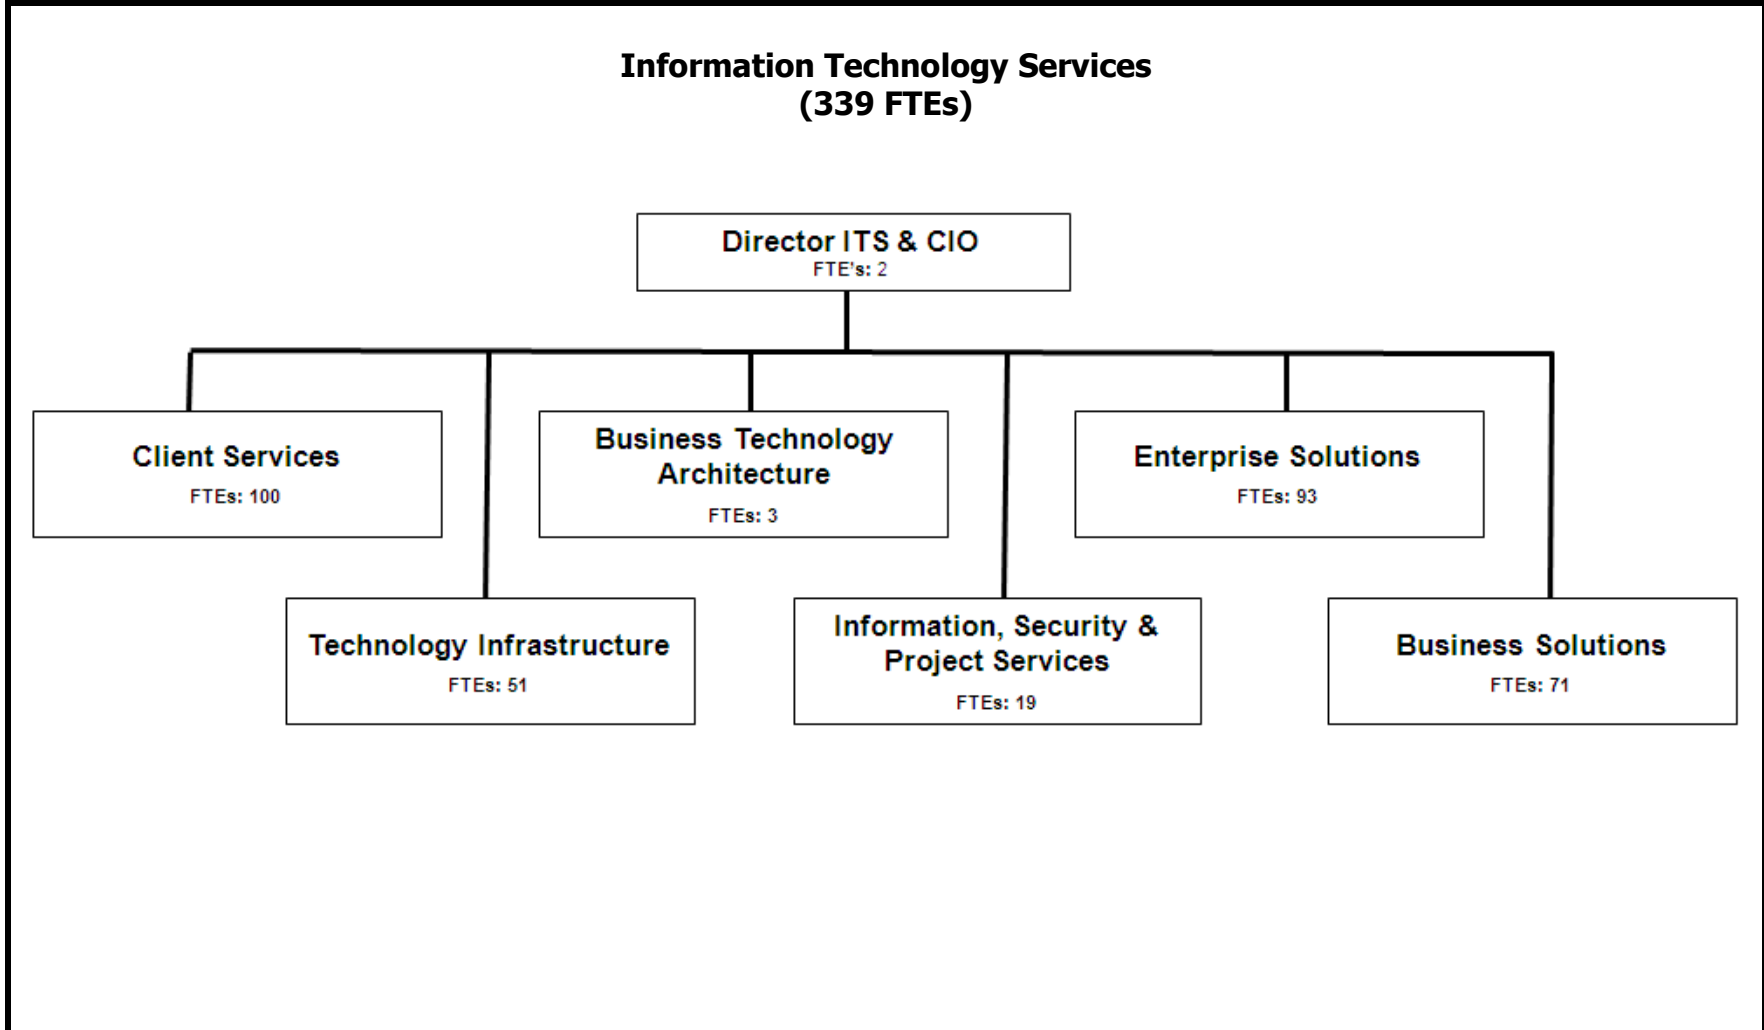 Information Technology Services
(339 FTEs)
Director ITS & CIO
FTE's: 2
Client Services
FTEs: 100
Business Technology
Architecture
FTEs: 3
Enterprise Solutions
FTEs: 93
Technology Infrastructure
FTEs: 51
Information, Security &
Project Services
FTEs: 19
Business Solutions
FTEs: 71